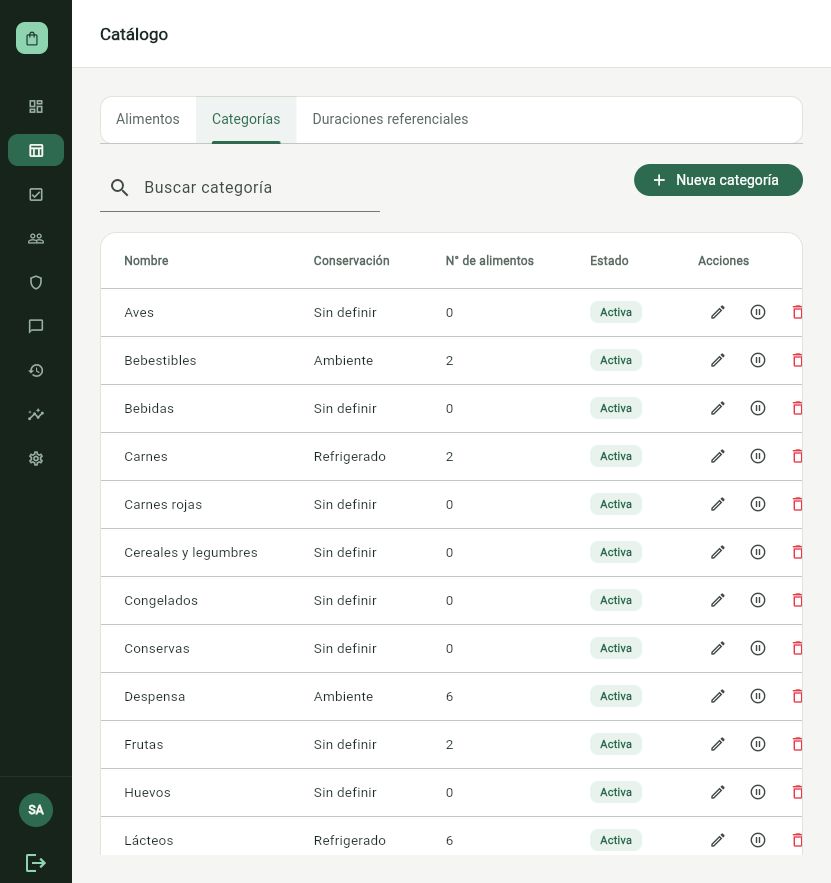 Catálogo
Alimentos Categorías Duraciones referenciales
Buscar categoría
Nueva categoría
Nombre Conservación N° de alimentos Estado Acciones
Aves Sin definir 0 Activa
Bebestibles Ambiente 2 Activa
Bebidas Sin definir 0 Activa
Carnes Refrigerado 2 Activa
Carnes rojas Sin definir 0 Activa
Cereales y legumbres Sin definir 0 Activa
Congelados Sin definir 0 Activa
Conservas Sin definir 0 Activa
Despensa Ambiente 6 Activa
Frutas Sin definir 2 Activa
Huevos Sin definir 0 Activa
Lácteos Refrigerado 6 Activa
SA